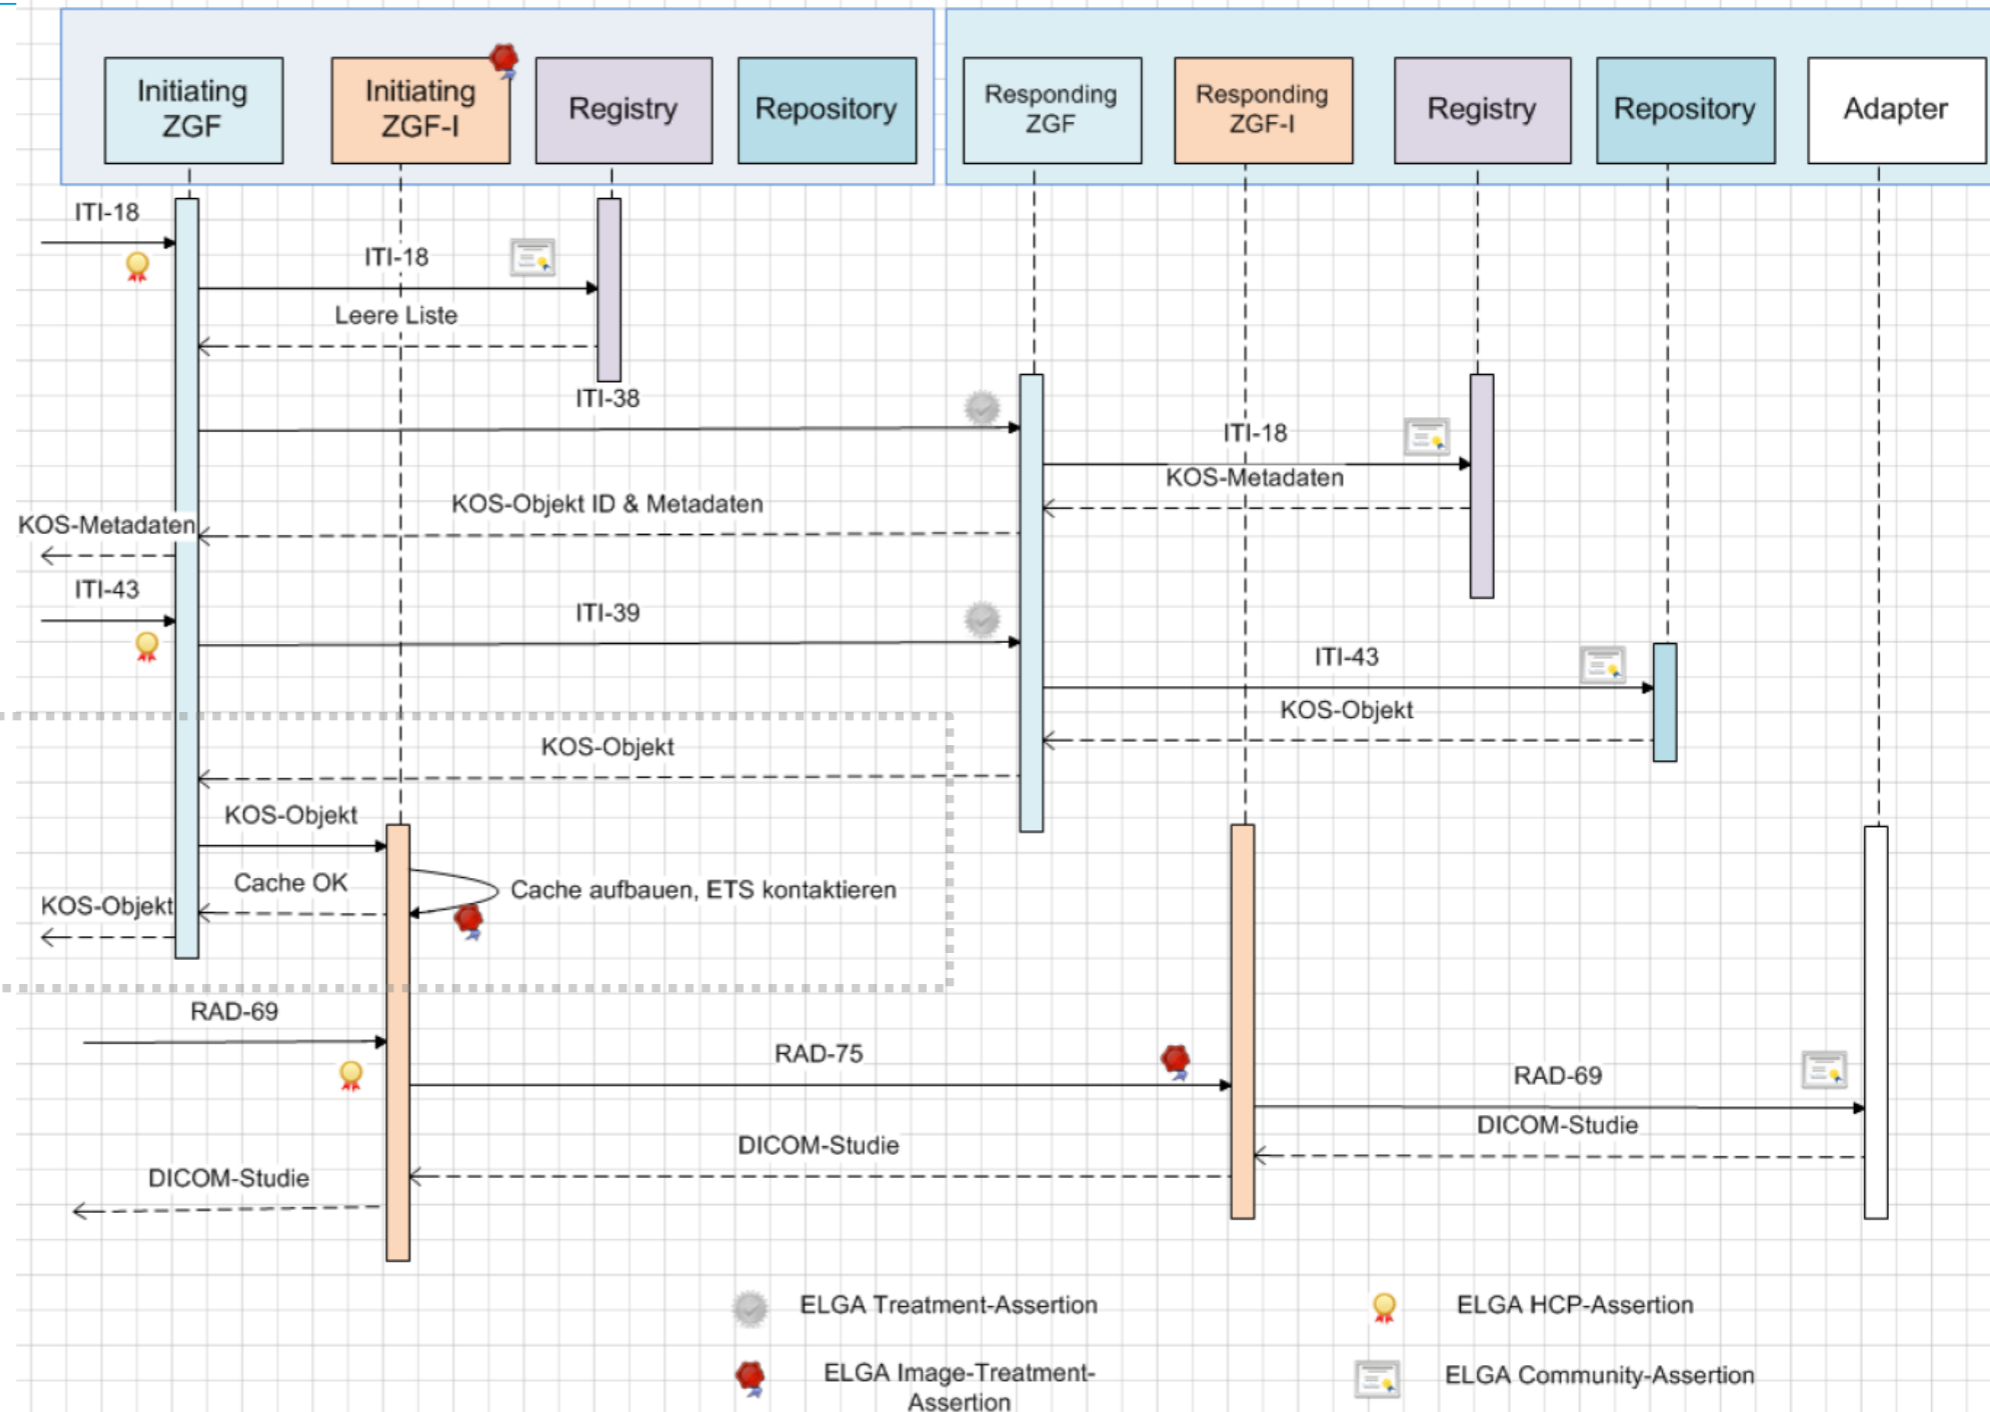 Initiating
ZGF
Initiating
ZGF-I
Registry
Repository
Responding
ZGF
Responding
ZGF-I
Registry
Repository
Adapter
ITI-18
ITI-18
Leere Liste
ITI-38
ITI-18
KOS-Metadaten
KOS-Objekt ID & Metadaten
KOS-Metadaten
ITI-43
ITI-39
ITI-43
KOS-Objekt
KOS-Objekt
KOS-Objekt
Cache OK
Cache aufbauen, ETS kontaktieren
KOS-Objekt
RAD-69
RAD-75
RAD-69
DICOM-Studie
DICOM-Studie
DICOM-Studie
ELGA Treatment-Assertion
ELGA HCP-Assertion
ELGA Image-Treatment-
Assertion
ELGA Community-Assertion